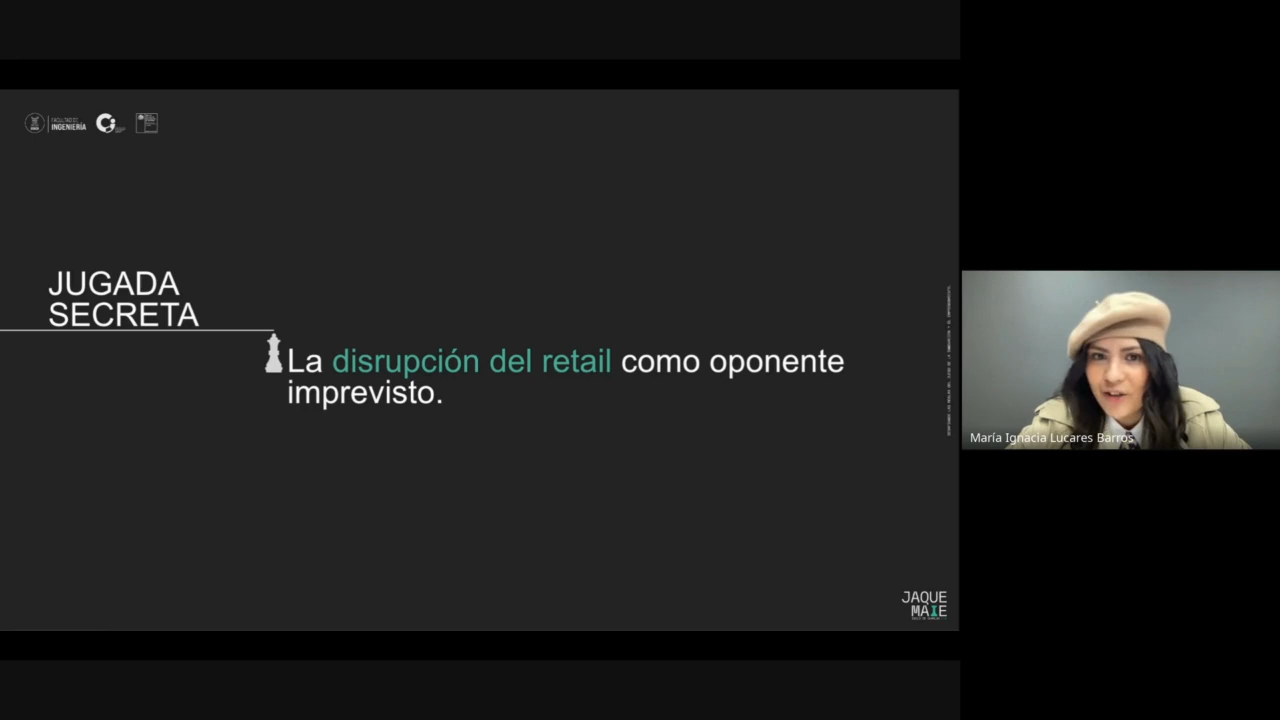 FACULTAD DE
INGENIERÍA
JUGADA
SECRETA
La disrupción del retail como oponente
imprevisto.
María Ignacia Lucares Barros
JAQUE
MATE